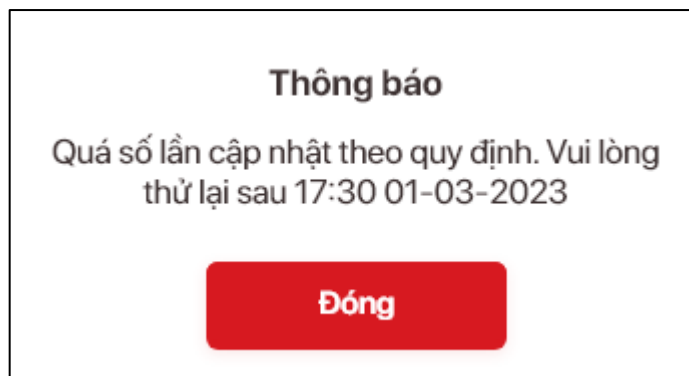 Thông báo
Quá số lần cập nhật theo quy định. Vui lòng
thử lại sau 17:30 01-03-2023
Đóng